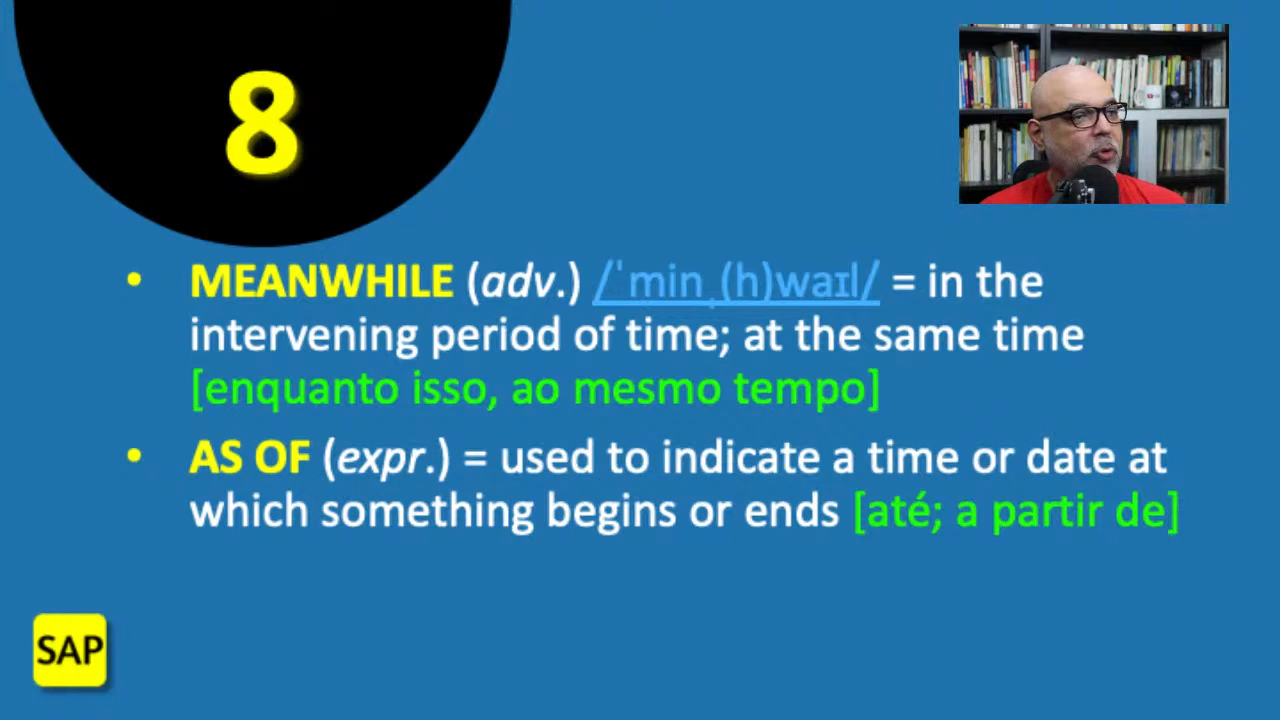 8
• MEANWHILE (adv.) /ˈminˌ(h)waɪl/ = in the
intervening period of time; at the same time
[enquanto isso, ao mesmo tempo]
• AS OF (expr.) = used to indicate a time or date at
which something begins or ends [até; a partir de]
SAP